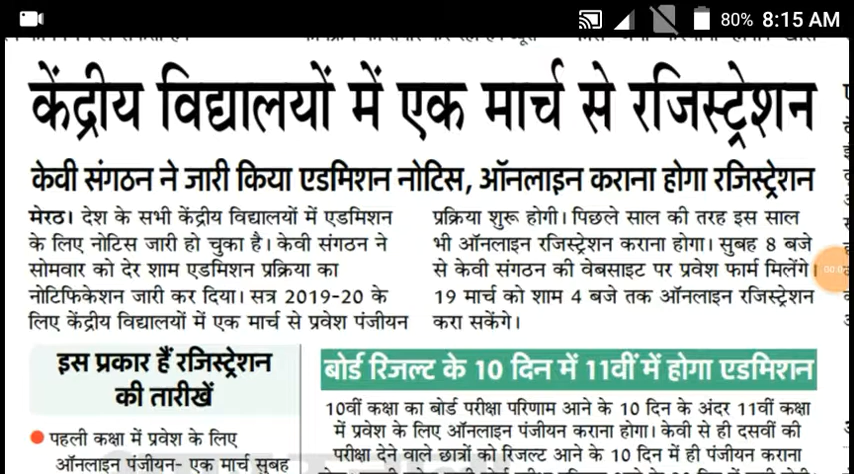 80% 8:15 AM
केंद्रीय विद्यालयों में एक मार्च से रजिस्ट्रेशन
केवी संगठन ने जारी किया एडमिशन नोटिस, ऑनलाइन कराना होगा रजिस्ट्रेशन
मेरठ। देश के सभी केंद्रीय विद्यालयों में एडमिशन
के लिए नोटिस जारी हो चुका है। केवी संगठन ने
सोमवार को देर शाम एडमिशन प्रक्रिया का
नोटिफिकेशन जारी कर दिया। सत्र 2019-20 के
लिए केंद्रीय विद्यालयों में एक मार्च से प्रवेश पंजीयन
प्रक्रिया शुरू होगी। पिछले साल की तरह इस साल
भी ऑनलाइन रजिस्ट्रेशन कराना होगा। सुबह 8 बजे
से केवी संगठन की वेबसाइट पर प्रवेश फार्म मिलेंगे।
19 मार्च को शाम 4 बजे तक ऑनलाइन रजिस्ट्रेशन
करा सकेंगे।
इस प्रकार हैं रजिस्ट्रेशन
की तारीखें
पहली कक्षा में प्रवेश के लिए
ऑनलाइन पंजीयन- एक मार्च सुबह
बोर्ड रिजल्ट के 10 दिन में 11वीं में होगा एडमिशन
10वीं कक्षा का बोर्ड परीक्षा परिणाम आने के 10 दिन के अंदर 11वीं कक्षा
में प्रवेश के लिए ऑनलाइन पंजीयन कराना होगा। केवी से ही दसवीं की
परीक्षा देने वाले छात्रों को रिजल्ट आने के 10 दिन में ही पंजीयन कराना